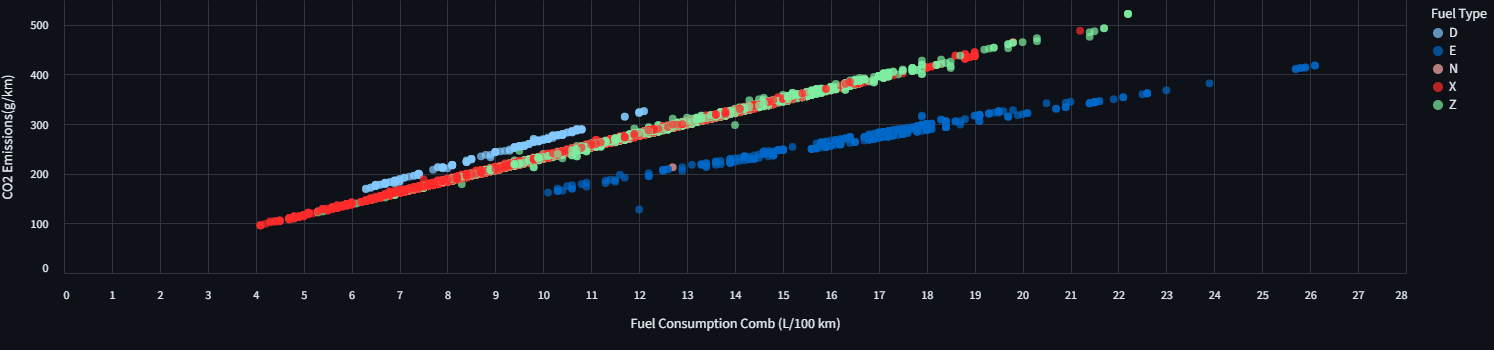 Fuel Type
D
E
N
X
Z
CO2 Emissions(g/km)
500
400
300
200
100
0
0 1 2 3 4 5 6 7 8 9 10 11 12 13 14 15 16 17 18 19 20 21 22 23 24 25 26 27 28
Fuel Consumption Comb (L/100 km)